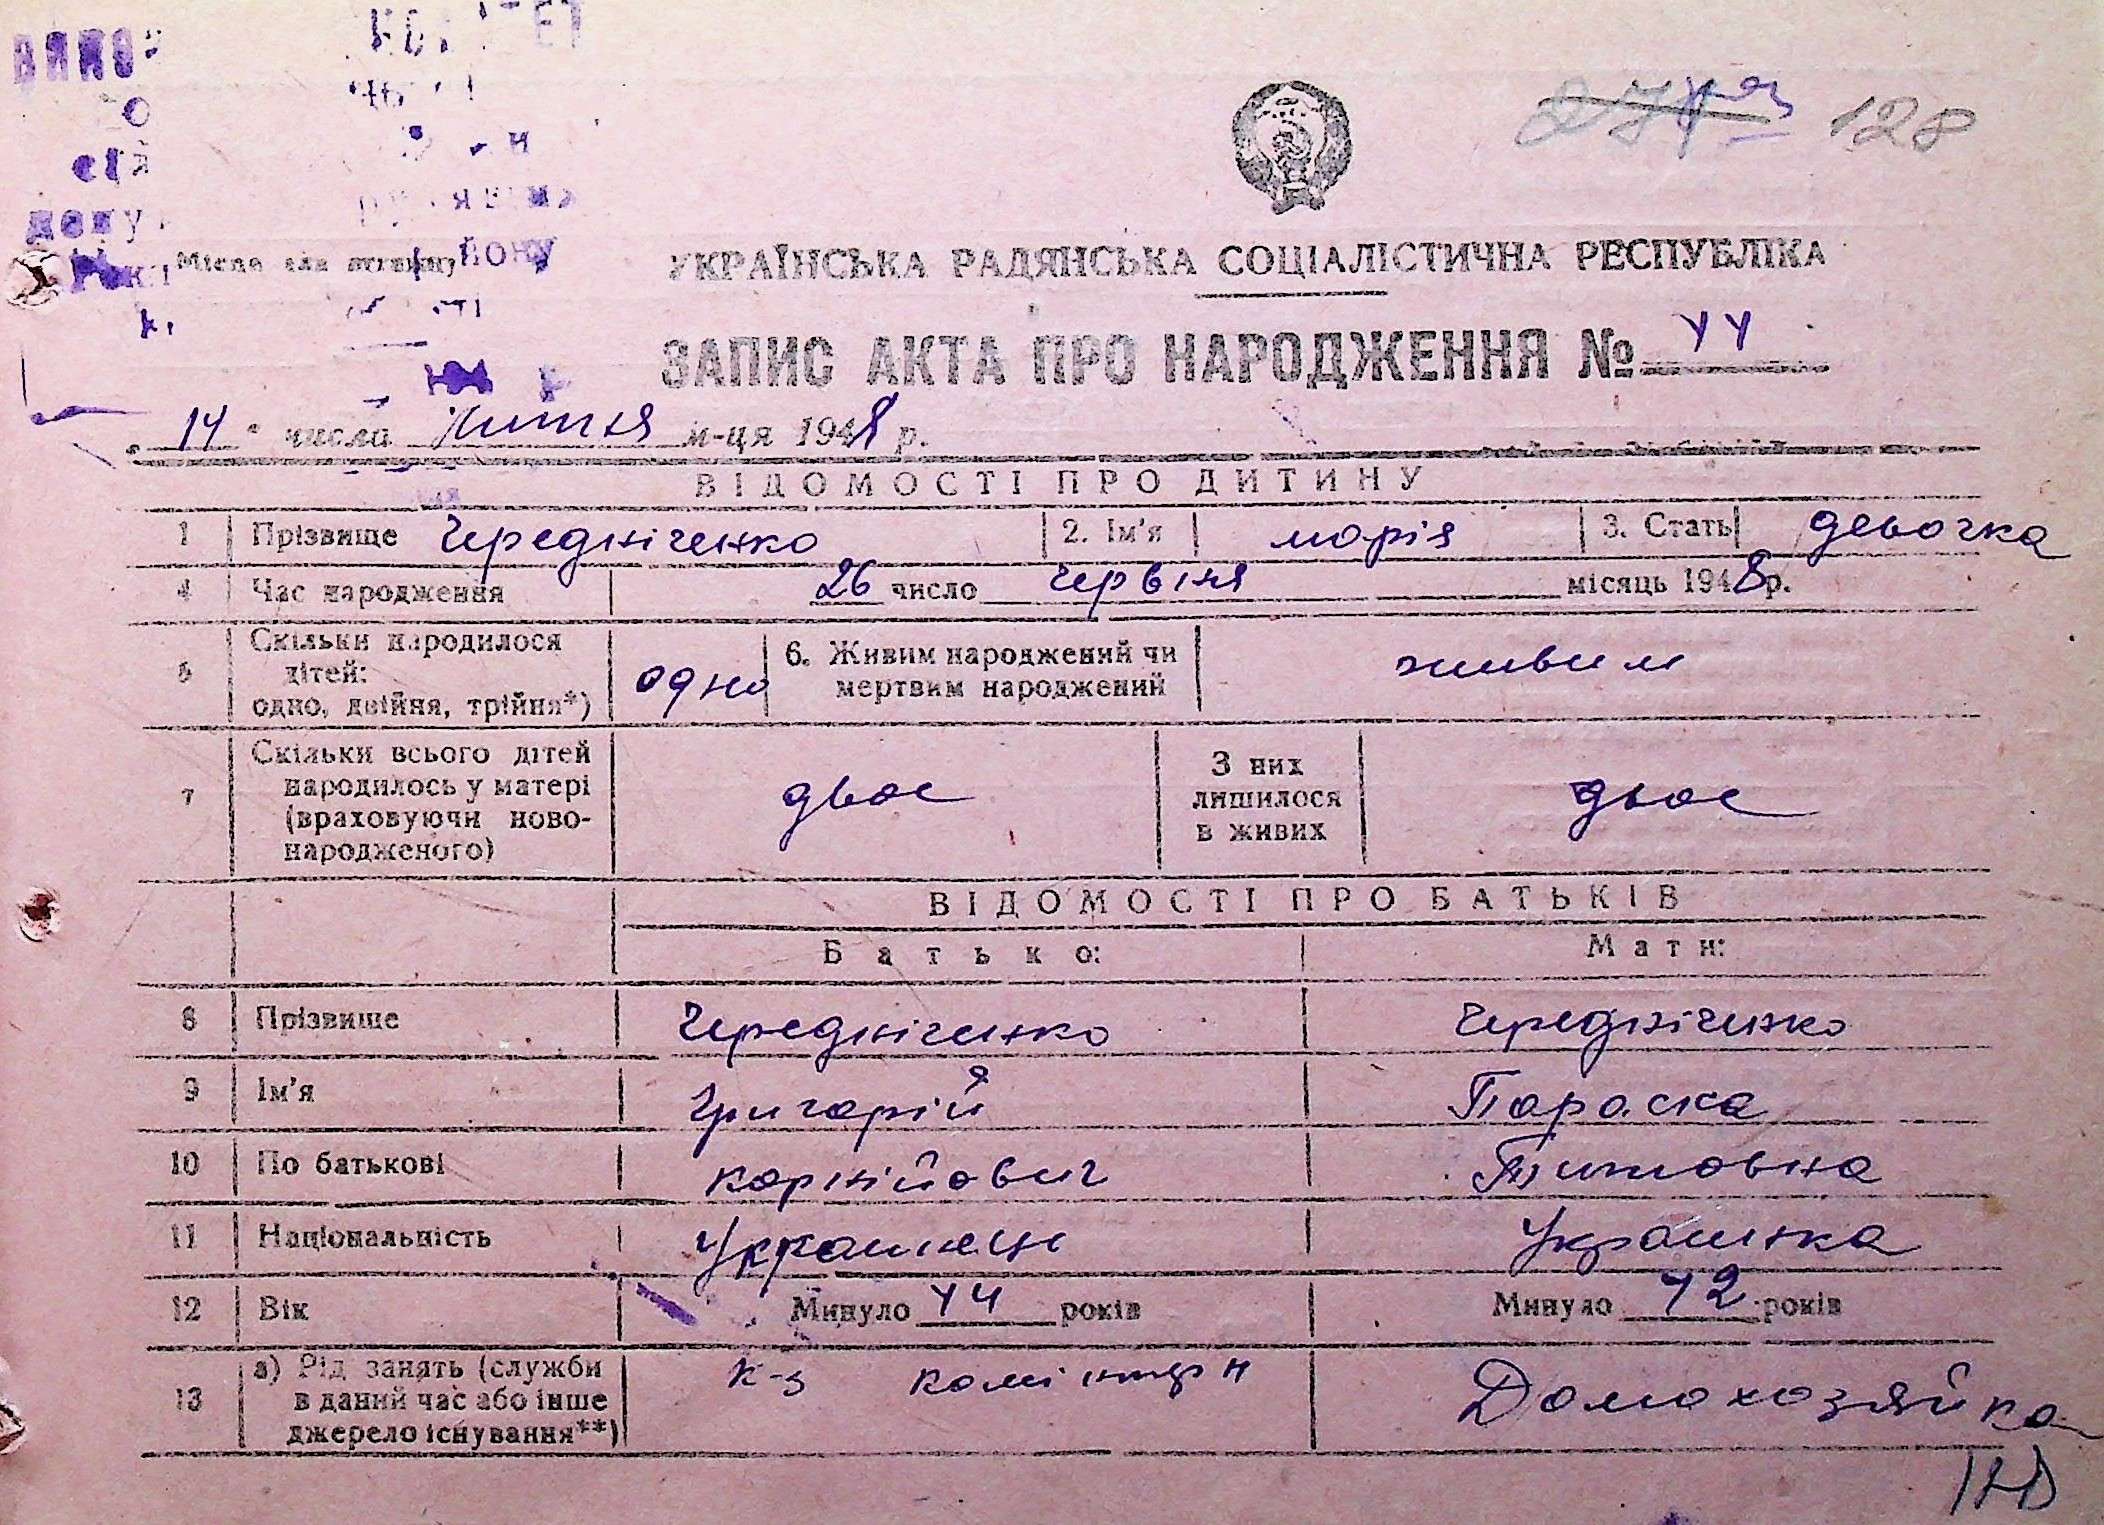 128
УКРАЇНСЬКА РАДЯНСЬКА СОЦІАЛІСТИЧНА РЕСПУБЛІКА
ЗАПИС АКТА ПРО НАРОДЖЕННЯ № 44
"14" числа липня м-ця 1948 р.
ВІДОМОСТІ ПРО ДИТИНУ
1 Прізвище Чередніченко 2. Ім'я марія 3. Стать девочка
4 Час народження 26 число червіня місяць 1948 р.
5 Скільки народилося дітей: одно, двійня, трійня*) одно 6. Живим народжений чи мертвим народжений живим
7 Скільки всього дітей народилось у матері (враховуючи новонародженого) двое З них лишилося в живих двое
ВІДОМОСТІ ПРО БАТЬКІВ
Батько: Мати:
8 Прізвище Чередніченко Чередніченко
9 Ім'я Григорій Параска
10 По батькові Корнійович Титовна
11 Національність Украинець Украинка
12 Вік Минуло 44 років Минуло 42 років
13 а) Рід занять (служби в даний час або інше джерело існування**) к-з комінтерн Домохозяйка